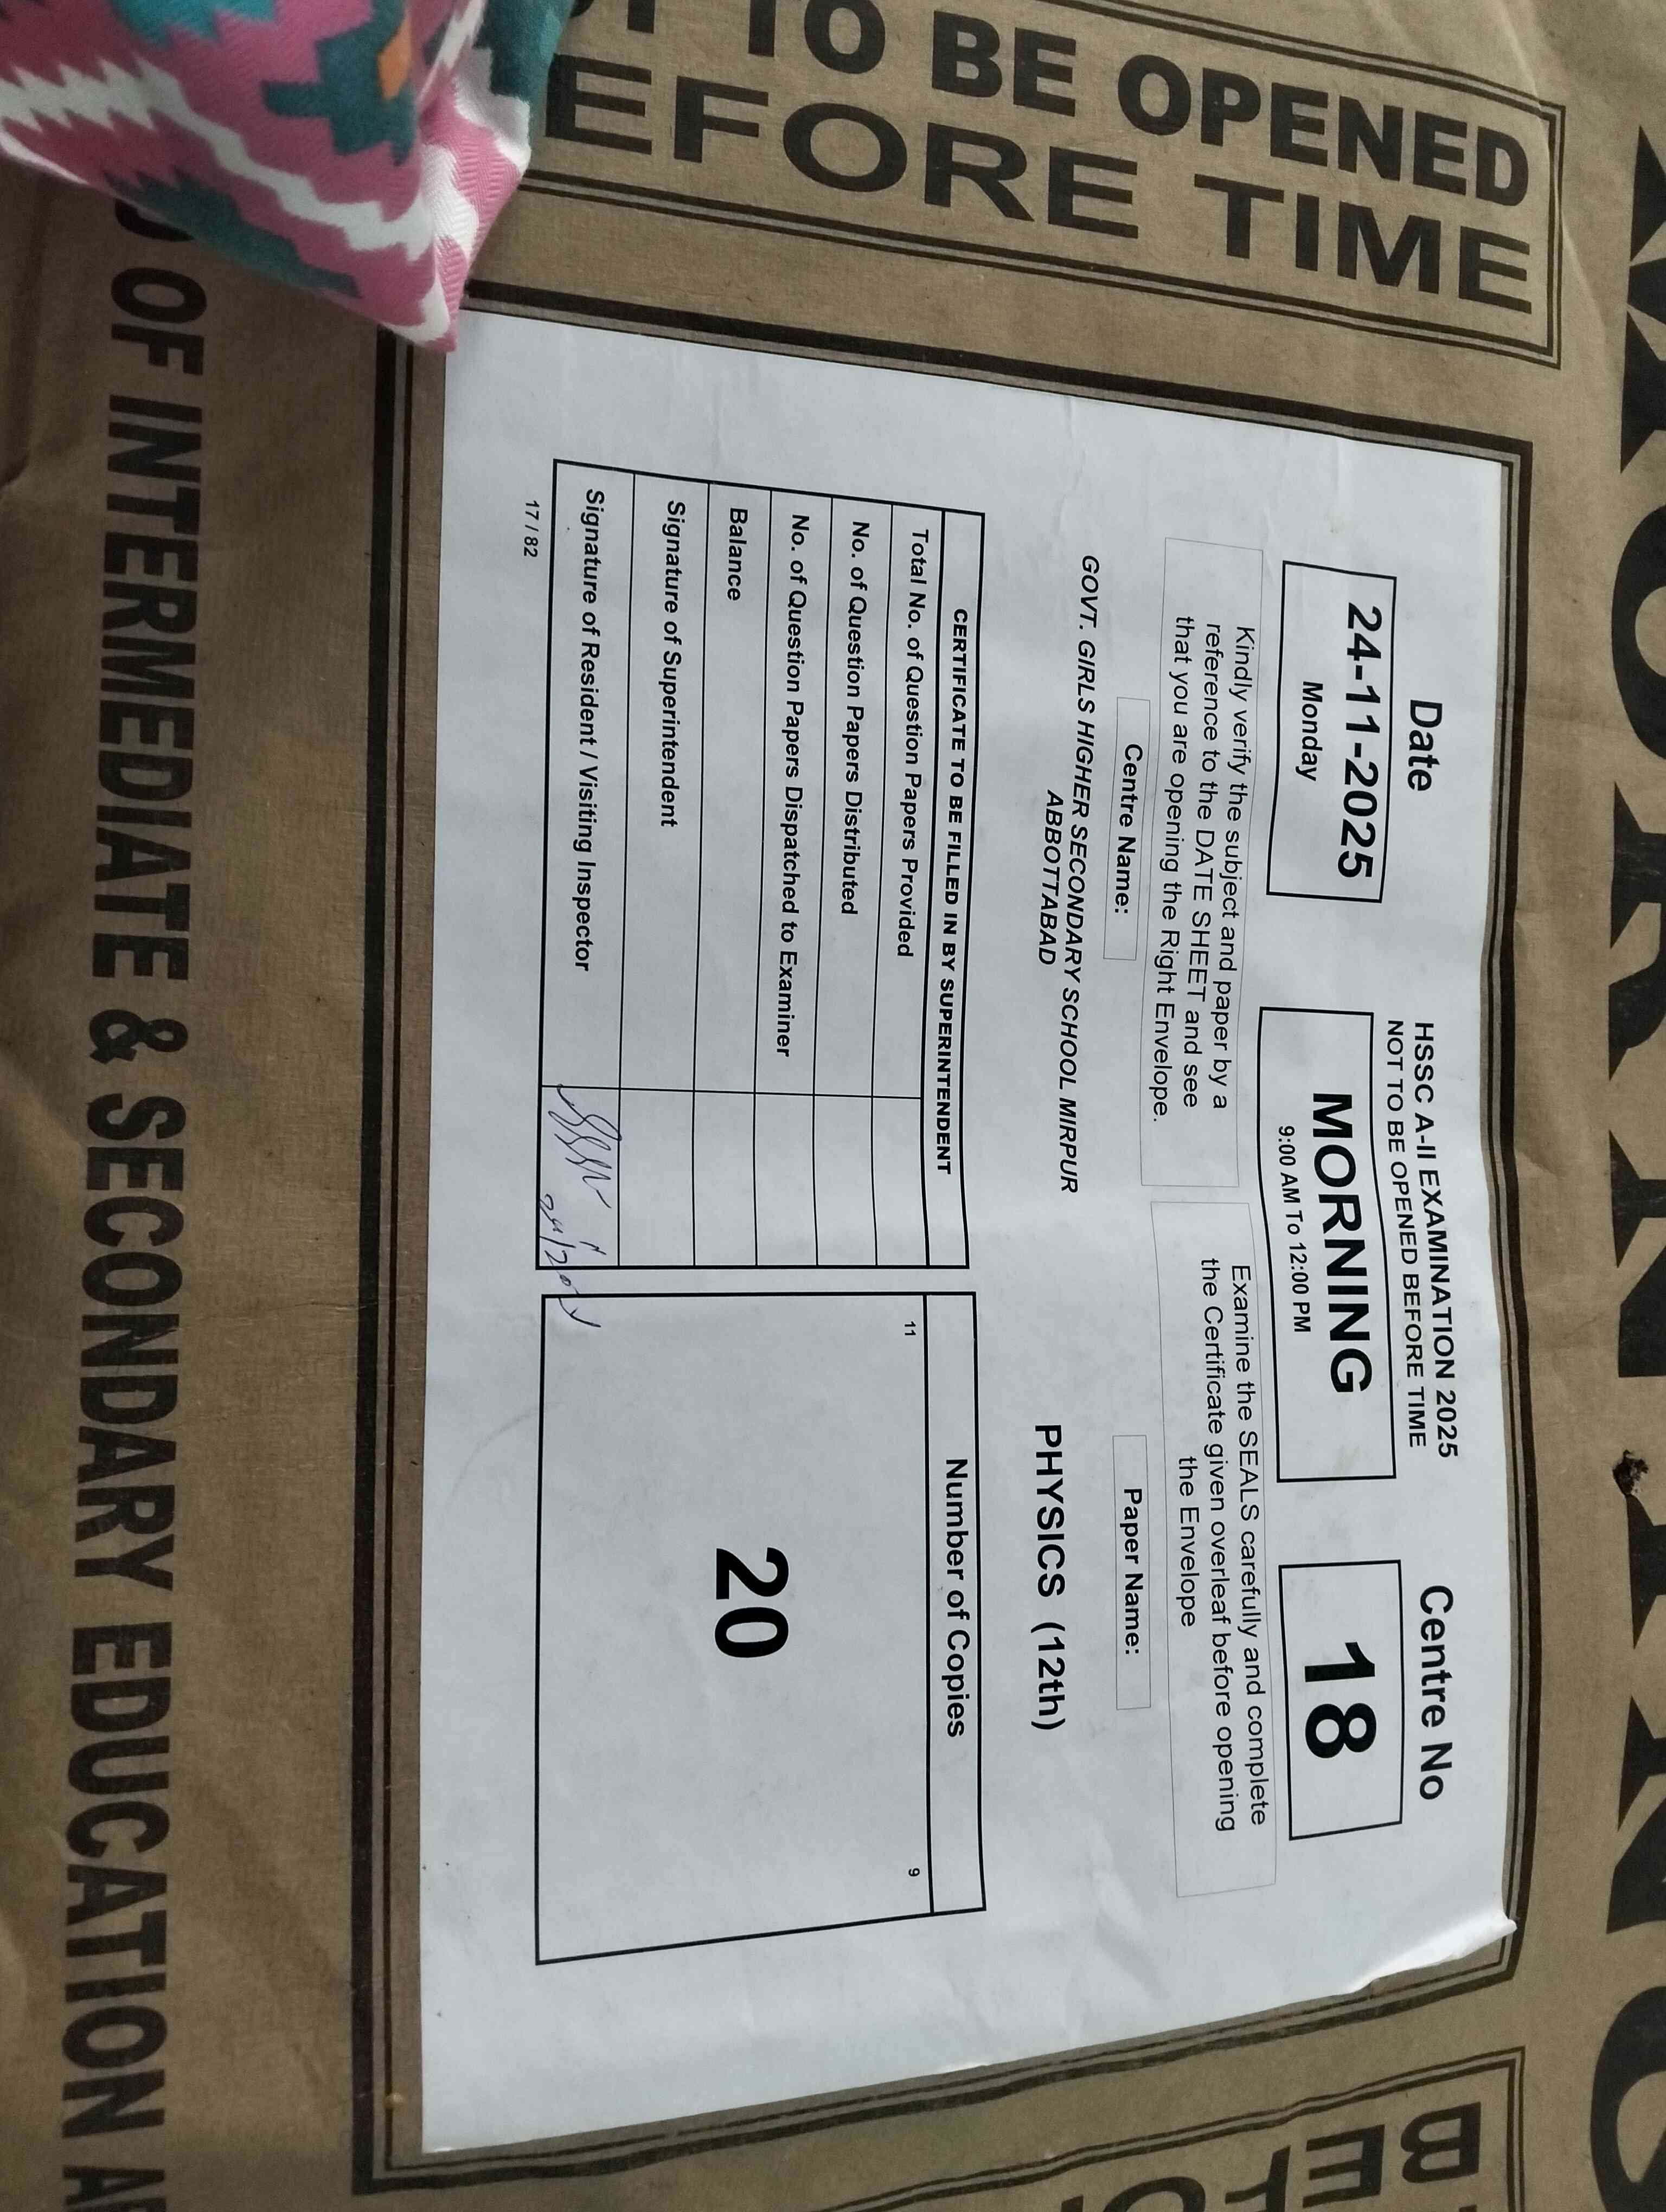 TO BE OPENED
BEFORE TIME
MORNING
Date
24-11-2025
Monday
HSSC A-II EXAMINATION 2025
NOT TO BE OPENED BEFORE TIME
MORNING
9:00 AM To 12:00 PM
Centre No
18
Kindly verify the subject and paper by a
reference to the DATE SHEET and see
that you are opening the Right Envelope.
Examine the SEALS carefully and complete
the Certificate given overleaf before opening
the Envelope
Centre Name:
GOVT. GIRLS HIGHER SECONDARY SCHOOL MIRPUR
ABBOTTABAD
Paper Name:
PHYSICS (12th)
CERTIFICATE TO BE FILLED IN BY SUPERINTENDENT
Total No. of Question Papers Provided
No. of Question Papers Distributed
No. of Question Papers Dispatched to Examiner
Balance
Signature of Superintendent
Signature of Resident / Visiting Inspector
17 / 82
Number of Copies
11
9
20
OF INTERMEDIATE & SECONDARY EDUCATION